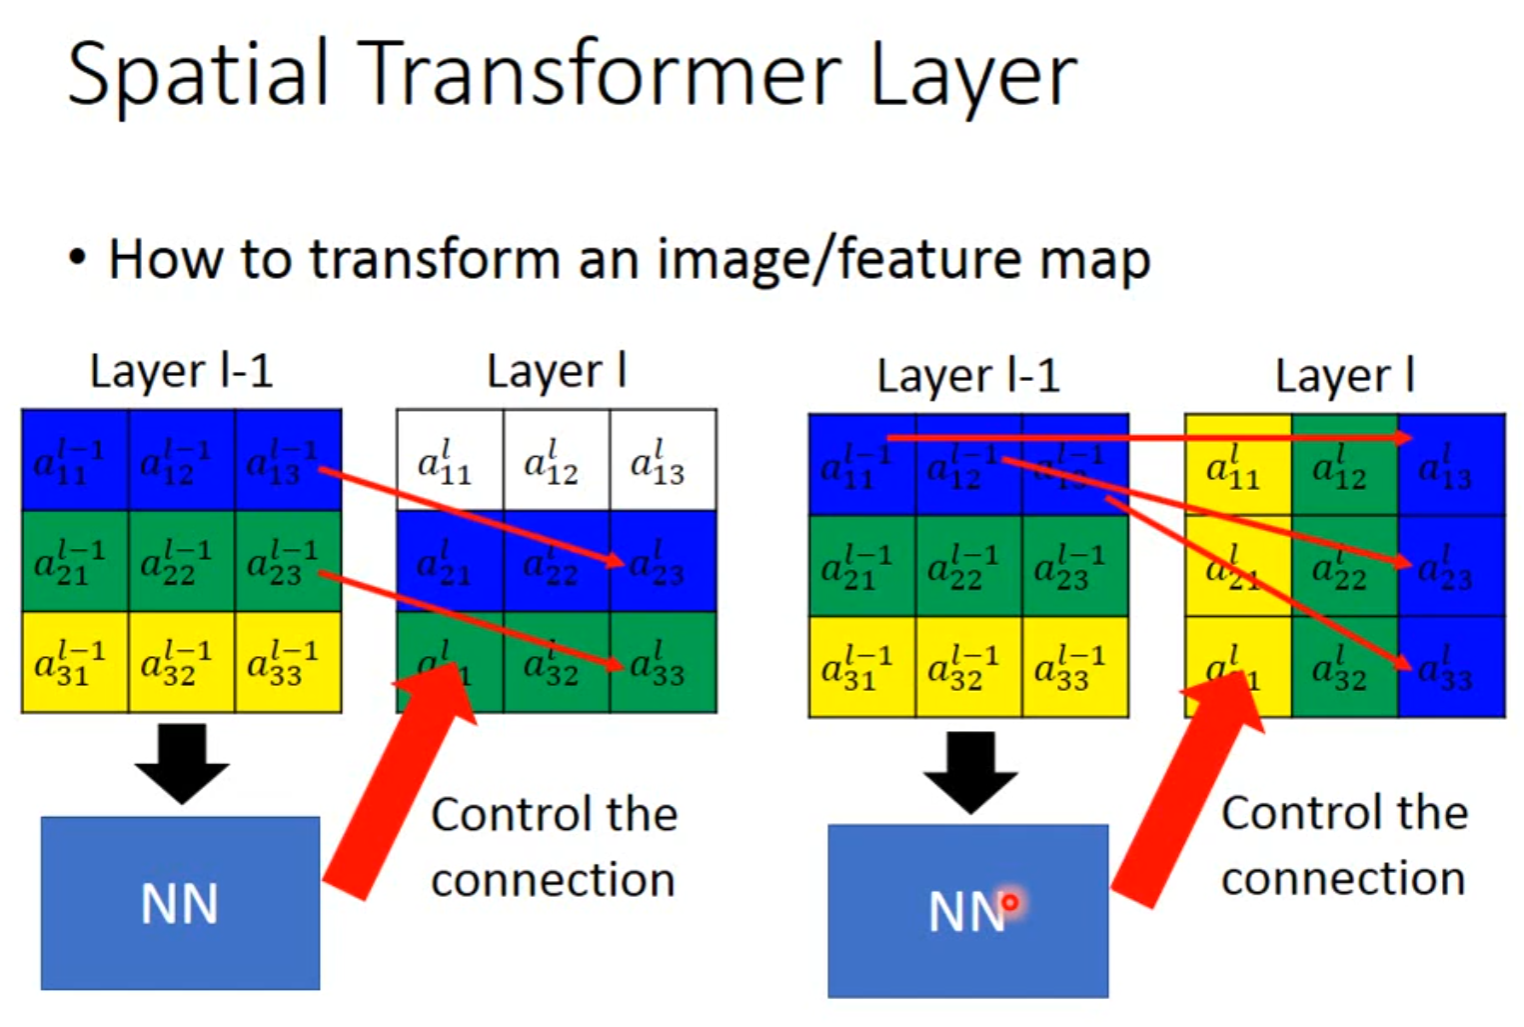 Spatial Transformer Layer
• How to transform an image/feature map
Layer l-1
Layer l
Layer l-1
Layer l
a_{11}^{l-1} a_{12}^{l-1} a_{13}^{l-1}
a_{21}^{l-1} a_{22}^{l-1} a_{23}^{l-1}
a_{31}^{l-1} a_{32}^{l-1} a_{33}^{l-1}
a_{11}^{l} a_{12}^{l} a_{13}^{l}
a_{21}^{l} a_{22}^{l} a_{23}^{l}
a_{32}^{l} a_{33}^{l}
a_{11}^{l-1} a_{12}^{l-1} a_{13}^{l-1}
a_{21}^{l-1} a_{22}^{l-1} a_{23}^{l-1}
a_{31}^{l-1} a_{32}^{l-1} a_{33}^{l-1}
a_{11}^{l} a_{12}^{l} a_{13}^{l}
a_{21}^{l} a_{22}^{l} a_{23}^{l}
a_{32}^{l} a_{33}^{l}
NN
Control the
connection
NN
Control the
connection